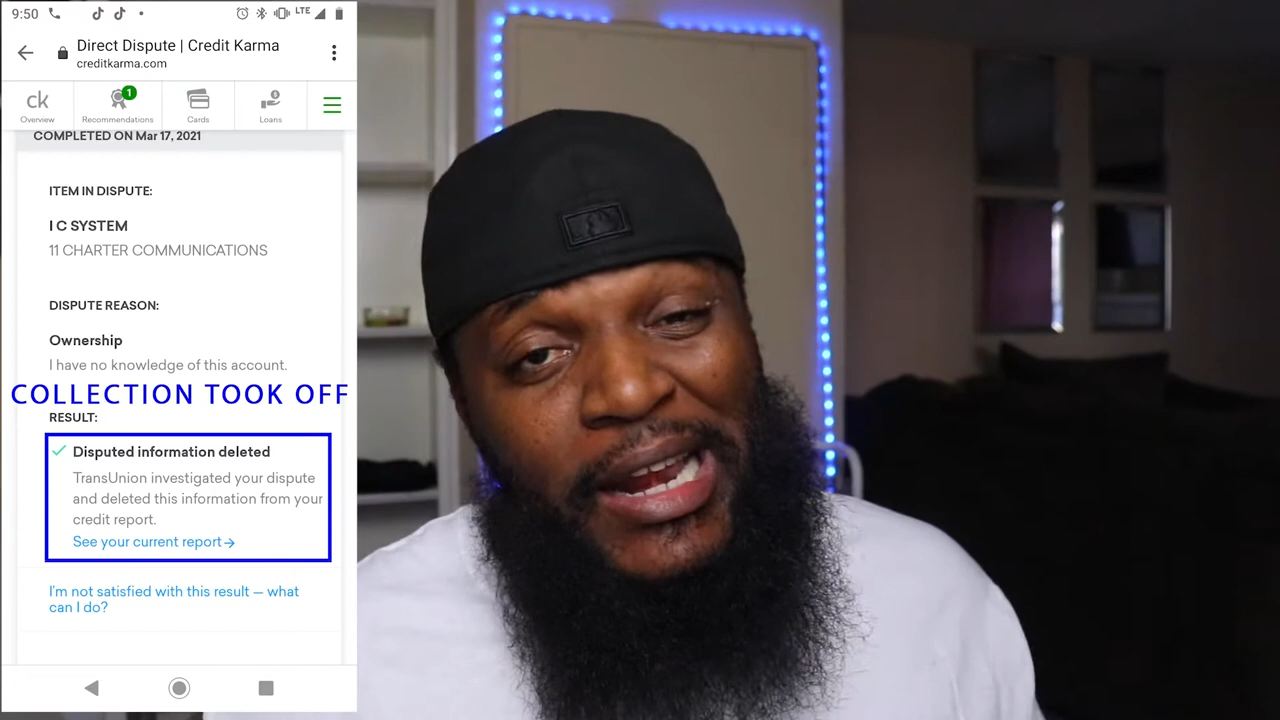 9:50
LTE
Direct Dispute | Credit Karma
creditkarma.com
ck
1
Overview
Recommendations
Cards
Loans
COMPLETED ON Mar 17, 2021
ITEM IN DISPUTE:
I C SYSTEM
11 CHARTER COMMUNICATIONS
DISPUTE REASON:
Ownership
I have no knowledge of this account.
COLLECTION TOOK OFF
RESULT:
Disputed information deleted
TransUnion investigated your dispute
and deleted this information from your
credit report.
See your current report→
I'm not satisfied with this result — what
can I do?